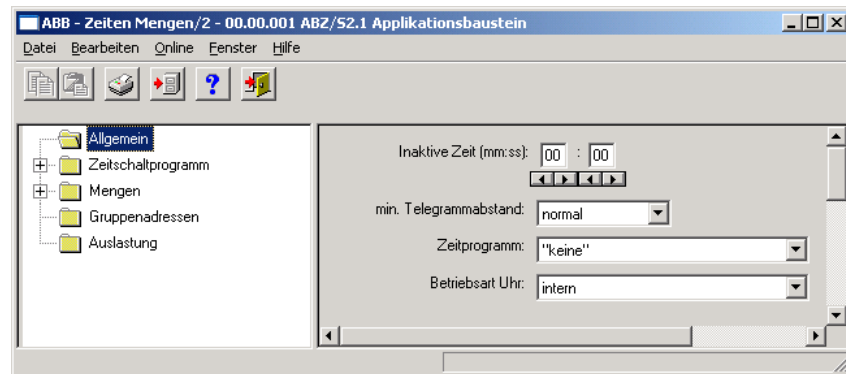 ABB - Zeiten Mengen/2 - 00.00.001 ABZ/S2.1 Applikationsbaustein
Datei Bearbeiten Online Fenster Hilfe
?
Allgemein
Zeitschaltprogramm
Mengen
Gruppenadressen
Auslastung
Inaktive Zeit (mm:ss): 00 : 00
min. Telegrammabstand: normal
Zeitprogramm: "keine"
Betriebsart Uhr: intern